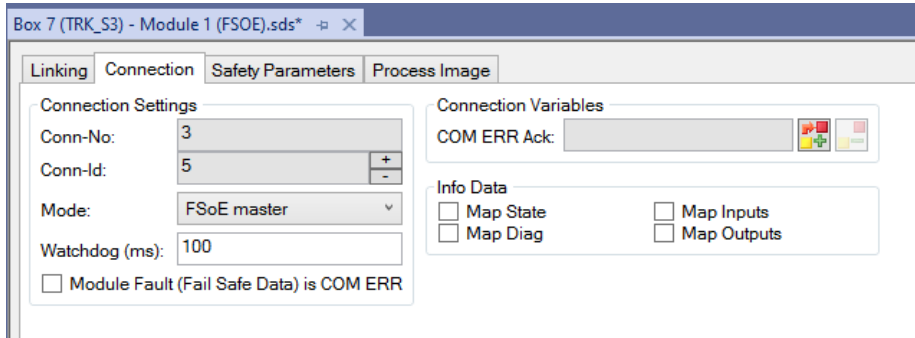 Box 7 (TRK_S3) - Module 1 (FSOE).sds*
Linking Connection Safety Parameters Process Image
Connection Settings
Conn-No: 3
Conn-Id: 5 + -
Mode: FSoE master
Watchdog (ms): 100
Module Fault (Fail Safe Data) is COM ERR
Connection Variables
COM ERR Ack:
Info Data
Map State Map Inputs
Map Diag Map Outputs